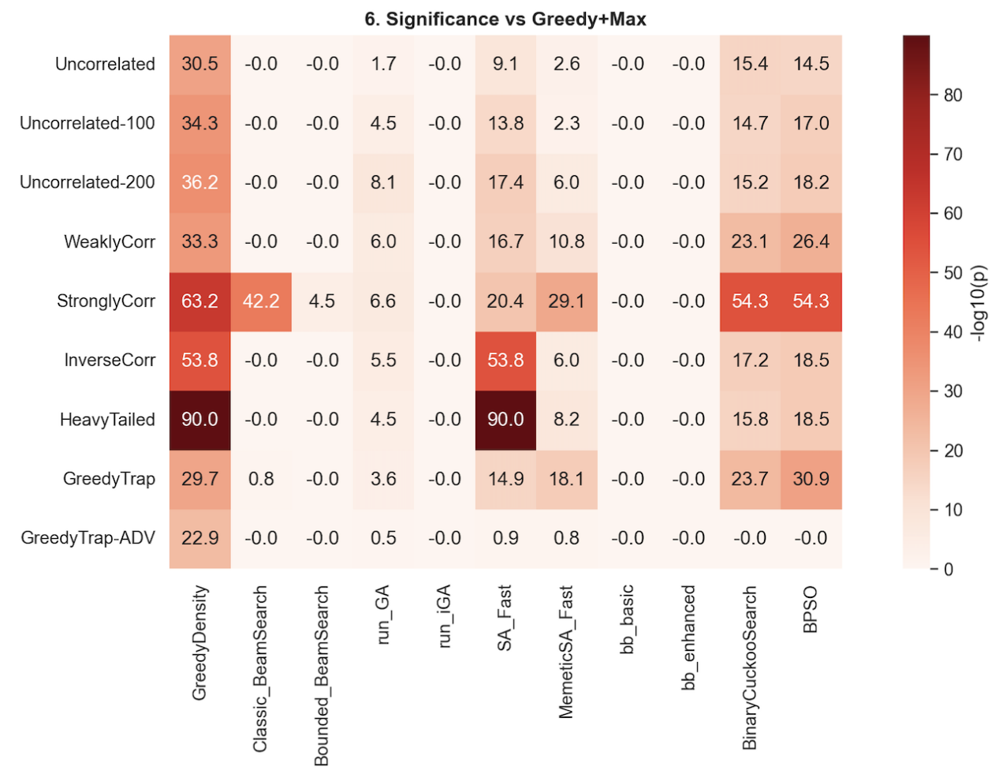 6. Significance vs Greedy+Max
Uncorrelated 30.5 -0.0 -0.0 1.7 -0.0 9.1 2.6 -0.0 -0.0 15.4 14.5
Uncorrelated-100 34.3 -0.0 -0.0 4.5 -0.0 13.8 2.3 -0.0 -0.0 14.7 17.0
Uncorrelated-200 36.2 -0.0 -0.0 8.1 -0.0 17.4 6.0 -0.0 -0.0 15.2 18.2
WeaklyCorr 33.3 -0.0 -0.0 6.0 -0.0 16.7 10.8 -0.0 -0.0 23.1 26.4
StronglyCorr 63.2 42.2 4.5 6.6 -0.0 20.4 29.1 -0.0 -0.0 54.3 54.3
InverseCorr 53.8 -0.0 -0.0 5.5 -0.0 53.8 6.0 -0.0 -0.0 17.2 18.5
HeavyTailed 90.0 -0.0 -0.0 4.5 -0.0 90.0 8.2 -0.0 -0.0 15.8 18.5
GreedyTrap 29.7 0.8 -0.0 3.6 -0.0 14.9 18.1 -0.0 -0.0 23.7 30.9
GreedyTrap-ADV 22.9 -0.0 -0.0 0.5 -0.0 0.9 0.8 -0.0 -0.0 -0.0 -0.0
GreedyDensity
Classic_BeamSearch
Bounded_BeamSearch
run_GA
run_iGA
SA_Fast
MemeticSA_Fast
bb_basic
bb_enhanced
BinaryCuckooSearch
BPSO
80
70
60
50
40
30
20
10
0
-log10(p)